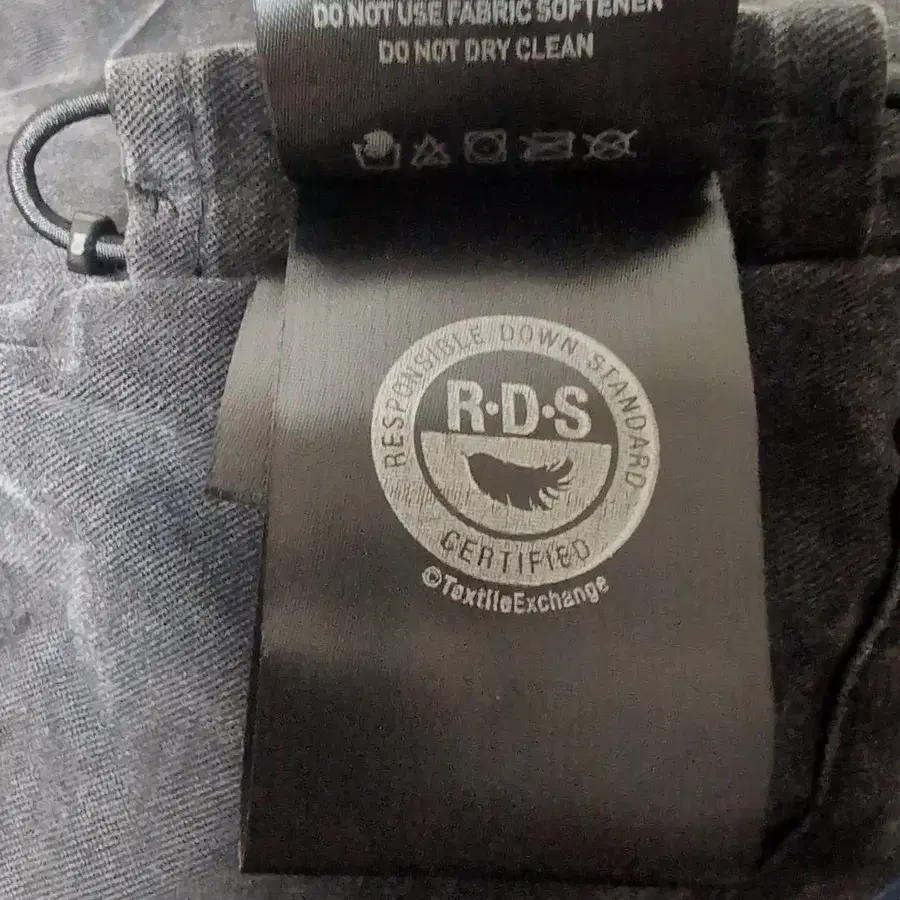 DO NOT USE FABRIC SOFTENER
DO NOT DRY CLEAN
RESPONSIBLE DOWN STANDARD
R•D•S
CERTIFIED
©TextileExchange